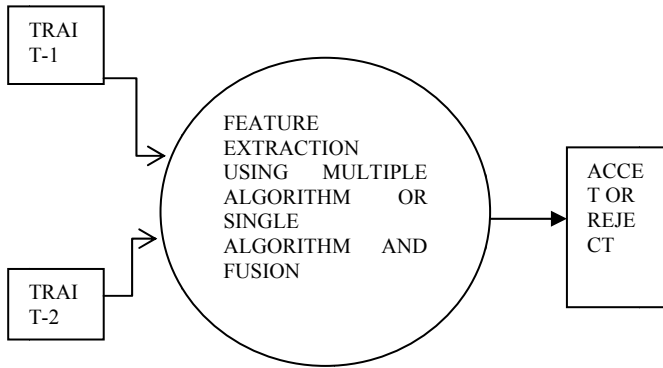 TRAI
T-1
FEATURE
EXTRACTION
USING MULTIPLE
ALGORITHM OR
SINGLE
ALGORITHM AND
FUSION
ACCE
T OR
REJE
CT
TRAI
T-2